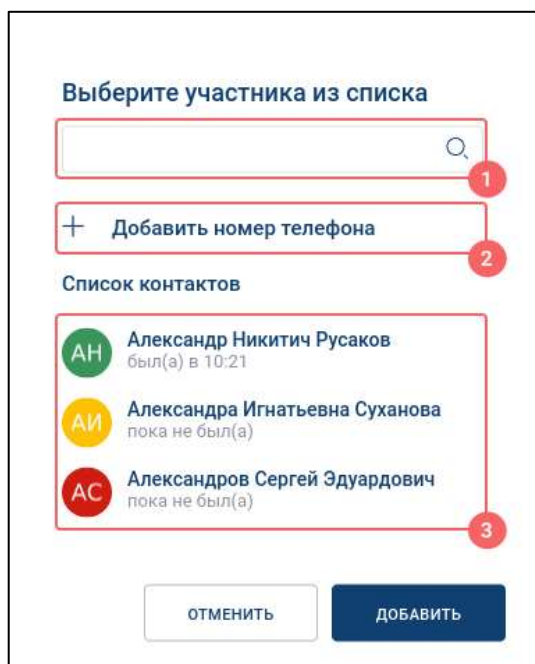 Выберите участника из списка
1
+ Добавить номер телефона
2
Список контактов
АН
Александр Никитич Русаков
был(а) в 10:21
АИ
Александра Игнатьевна Суханова
пока не был(а)
АС
Александров Сергей Эдуардович
пока не был(а)
3
ОТМЕНИТЬ ДОБАВИТЬ